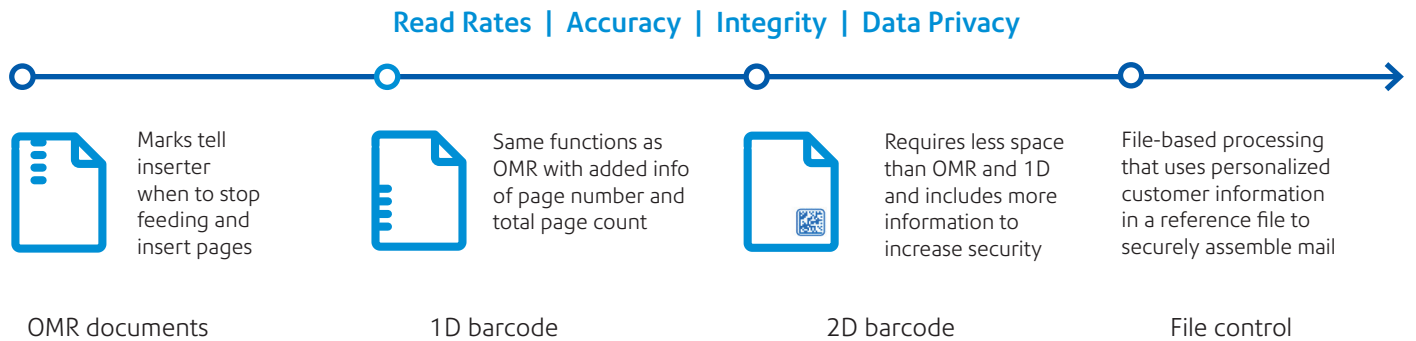 Read Rates | Accuracy | Integrity | Data Privacy
Marks tell
inserter
when to stop
feeding and
insert pages
Same functions as
OMR with added info
of page number and
total page count
Requires less space
than OMR and 1D
and includes more
information to
increase security
File-based processing
that uses personalized
customer information
in a reference file to
securely assemble mail
OMR documents
1D barcode
2D barcode
File control